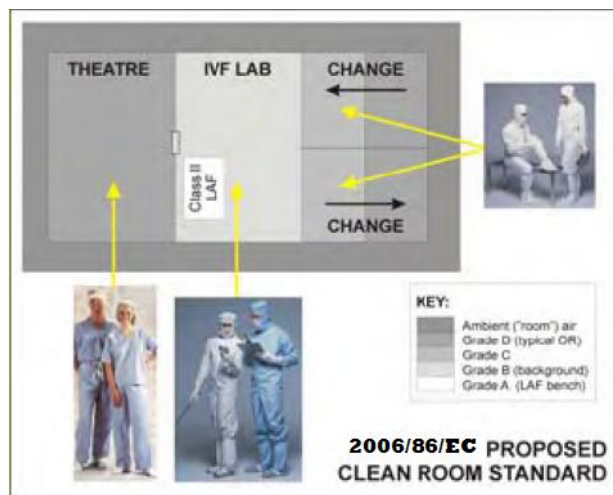 THEATRE
IVF LAB
CHANGE
Class II
LAF
CHANGE
KEY:
Ambient ("room") air
Grade D (typical OR)
Grade C
Grade B (background)
Grade A (LAF bench)
2006/86/EC PROPOSED
CLEAN ROOM STANDARD